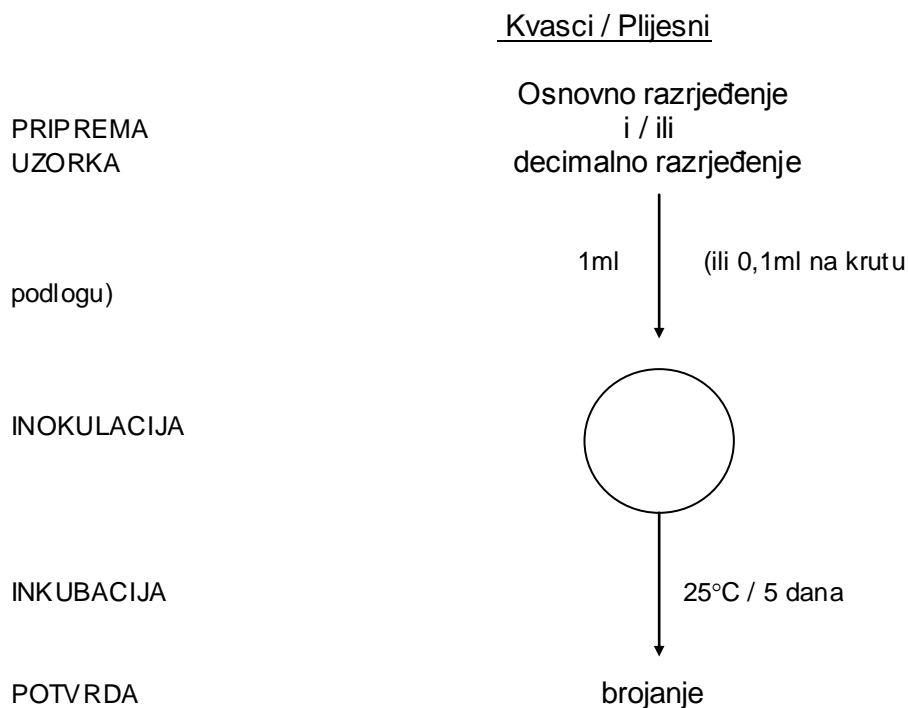 Kvasci / Plijesni
Osnovno razrjeđenje
PRIPREMA i / ili
UZORKA decimalno razrjeđenje
1ml (ili 0,1ml na krutu
podlogu)
INOKULACIJA
INKUBACIJA 25°C / 5 dana
POTVRDA brojanje